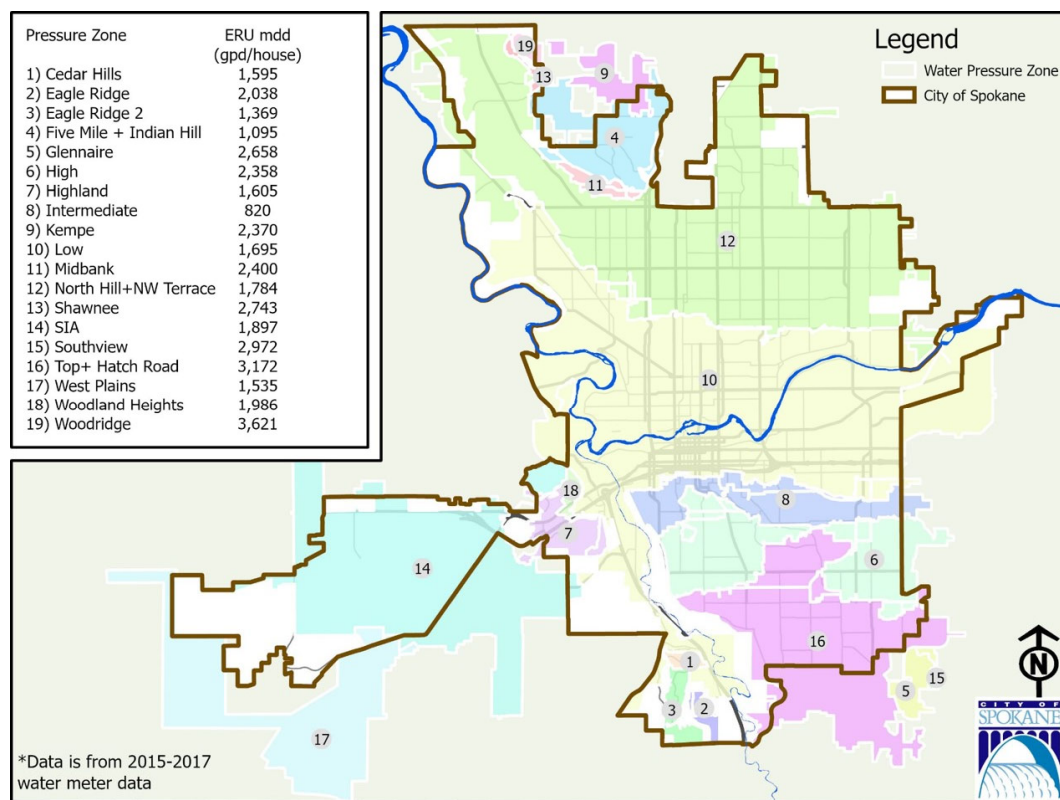 Pressure Zone ERU mdd
(gpd/house)
1) Cedar Hills 1,595
2) Eagle Ridge 2,038
3) Eagle Ridge 2 1,369
4) Five Mile + Indian Hill 1,095
5) Glennaire 2,658
6) High 2,358
7) Highland 1,605
8) Intermediate 820
9) Kempe 2,370
10) Low 1,695
11) Midbank 2,400
12) North Hill+NW Terrace 1,784
13) Shawnee 2,743
14) SIA 1,897
15) Southview 2,972
16) Top+ Hatch Road 3,172
17) West Plains 1,535
18) Woodland Heights 1,986
19) Woodridge 3,621
Legend
Water Pressure Zone
City of Spokane
19
9
13
4
11
12
10
18
8
7
6
14
16
1
15
5
3
2
17
N
CITY OF
SPOKANE
*Data is from 2015-2017
water meter data